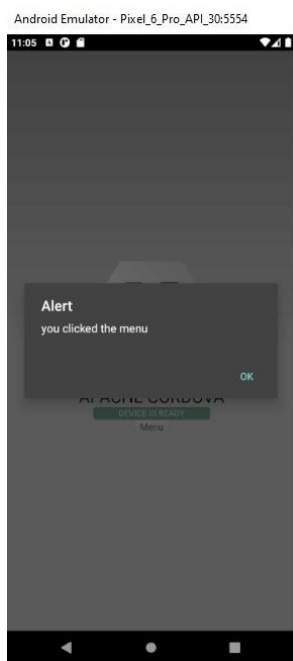 Android Emulator - Pixel_6_Pro_API_30:5554
11:05
Alert
you clicked the menu
OK
APACHE CORDOVA
DEVICE IS READY
Menu